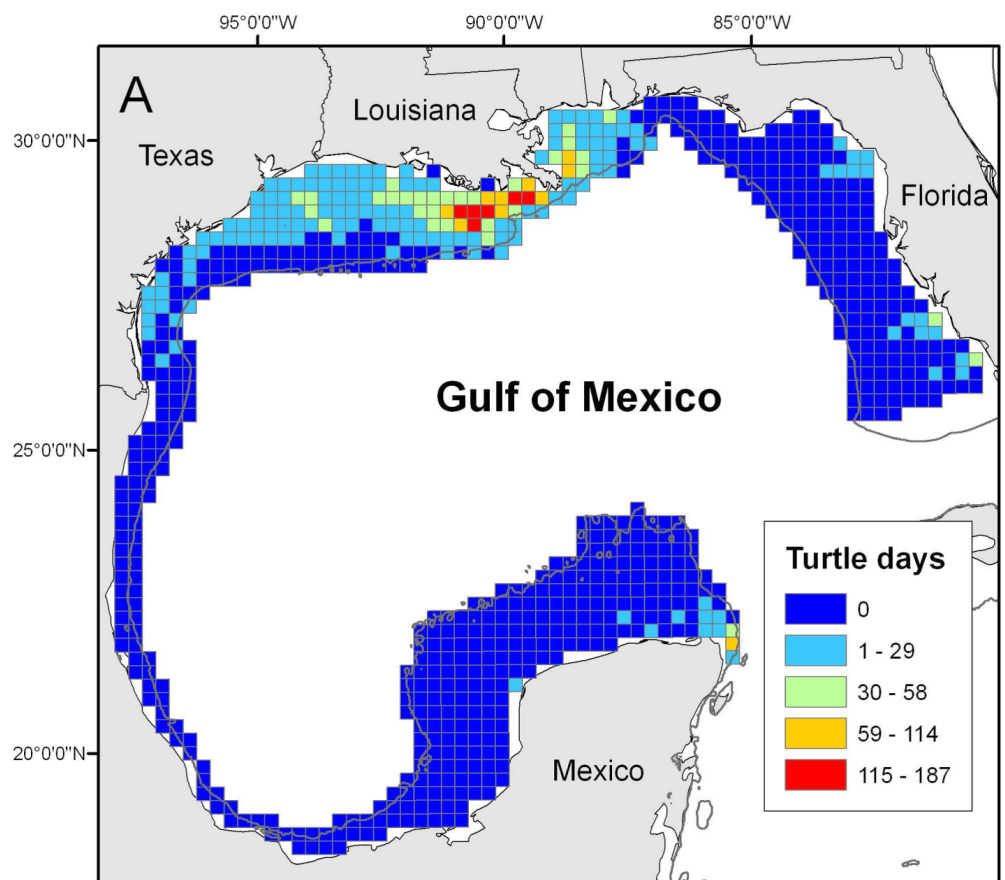 95°0'0"W 90°0'0"W 85°0'0"W
A
Louisiana
30°0'0"N
Texas
Florida
Gulf of Mexico
25°0'0"N
Turtle days
0
1 - 29
30 - 58
59 - 114
115 - 187
20°0'0"N
Mexico